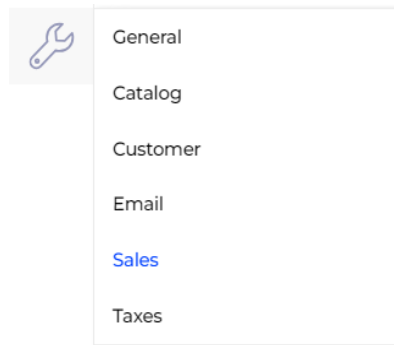 General
Catalog
Customer
Email
Sales
Taxes